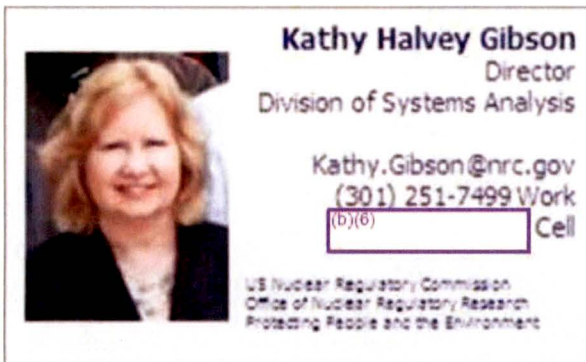 Kathy Halvey Gibson
Director
Division of Systems Analysis
Kathy.Gibson@nrc.gov
(301) 251-7499 Work
(b)(6) Cell
US Nuclear Regulatory Commission
Office of Nuclear Regulatory Research
Protecting People and the Environment